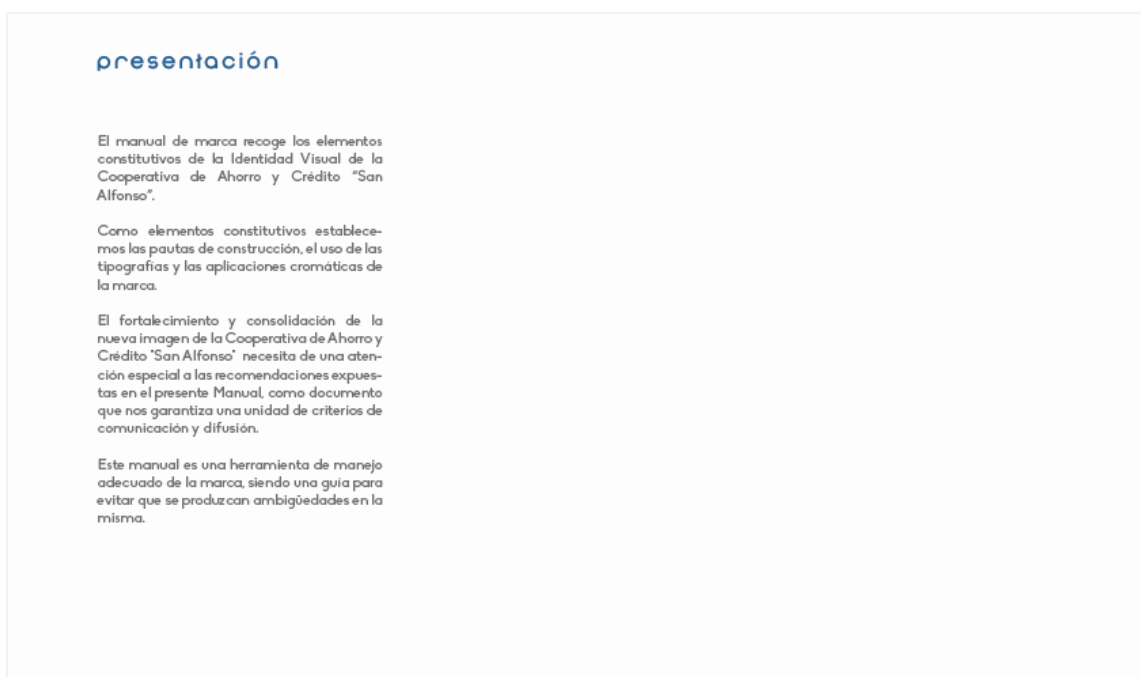 presentación
El manual de marca recoge los elementos
constitutivos de la Identidad Visual de la
Cooperativa de Ahorro y Crédito "San
Alfonso".
Como elementos constitutivos establece-
mos las pautas de construcción, el uso de las
tipografías y las aplicaciones cromáticas de
la marca.
El fortalecimiento y consolidación de la
nueva imagen de la Cooperativa de Ahorro y
Crédito "San Alfonso" necesita de una aten-
ción especial a las recomendaciones expues-
tas en el presente Manual, como documento
que nos garantiza una unidad de criterios de
comunicación y difusión.
Este manual es una herramienta de manejo
adecuado de la marca, siendo una guía para
evitar que se produzcan ambigüedades en la
misma.